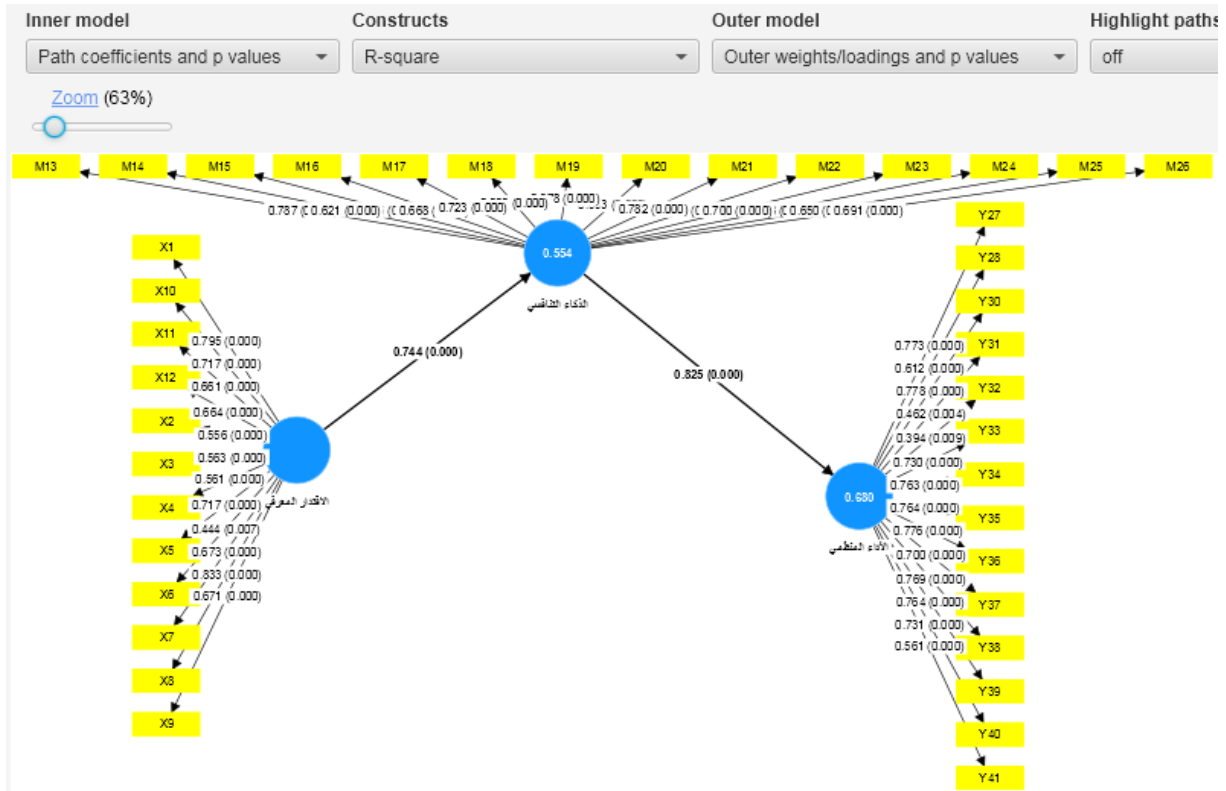 Inner model Constructs Outer model Highlight paths
Path coefficients and p values R-square Outer weights/loadings and p values off
Zoom (63%)
M13 M14 M15 M16 M17 M18 M19 M20 M21 M22 M23 M24 M25 M26
0.787 0.621 (0.000) 0.668 0.723 (0.000) (0.000) (0.000) 0.782 (0.000) 0.700 (0.000) 0.650 0.691 (0.000)
0.554
الذكاء التنافسي
0.744 (0.000)
0.825 (0.000)
X1
X10
X11
X12
X2
X3
X4
X5
X6
X7
X8
X9
0.795 (0.000)
0.717 (0.000)
0.661 (0.000)
0.664 (0.000)
0.556 (0.000)
0.563 (0.000)
0.561 (0.000)
0.717 (0.000)
0.444 (0.007)
0.673 (0.000)
0.833 (0.000)
0.671 (0.000)
الاقتدار المعرفي
0.680
الأداء المنظمي
0.773 (0.000)
0.612 (0.000)
0.778 (0.000)
0.462 (0.004)
0.394 (0.009)
0.730 (0.000)
0.763 (0.000)
0.764 (0.000)
0.776 (0.000)
0.700 (0.000)
0.769 (0.000)
0.764 (0.000)
0.731 (0.000)
0.561 (0.000)
Y27
Y28
Y30
Y31
Y32
Y33
Y34
Y35
Y36
Y37
Y38
Y39
Y40
Y41